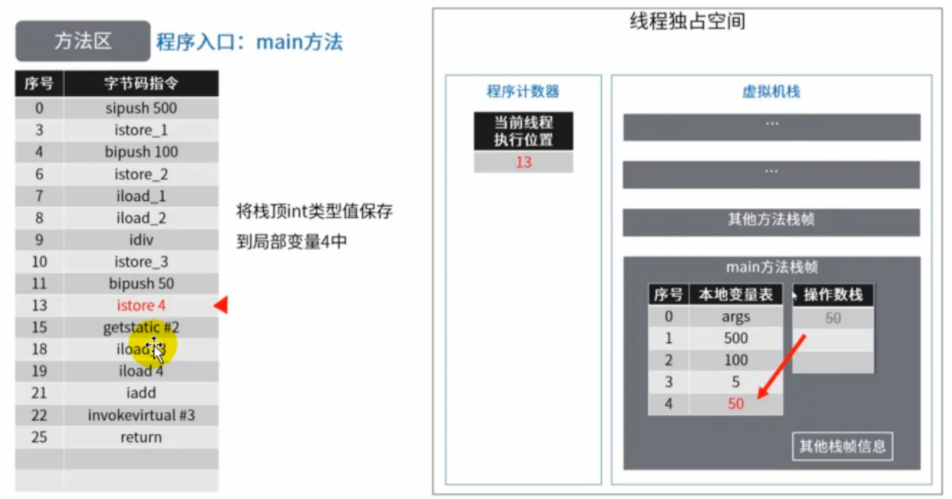 方法区 程序入口：main方法
序号 字节码指令
0 sipush 500
3 istore_1
4 bipush 100
6 istore_2
7 iload_1
8 iload_2
9 idiv
10 istore_3
11 bipush 50
13 istore 4
15 getstatic #2
18
19 iload 4
21 iadd
22 invokevirtual #3
25 return
将栈顶int类型值保存
到局部变量4中
线程独占空间
程序计数器
当前线程
执行位置
13
虚拟机栈
...
...
其他方法栈帧
main方法栈帧
序号 本地变量表
0 args
1 500
2 100
3 5
4 50
操作数栈
50
其他栈帧信息